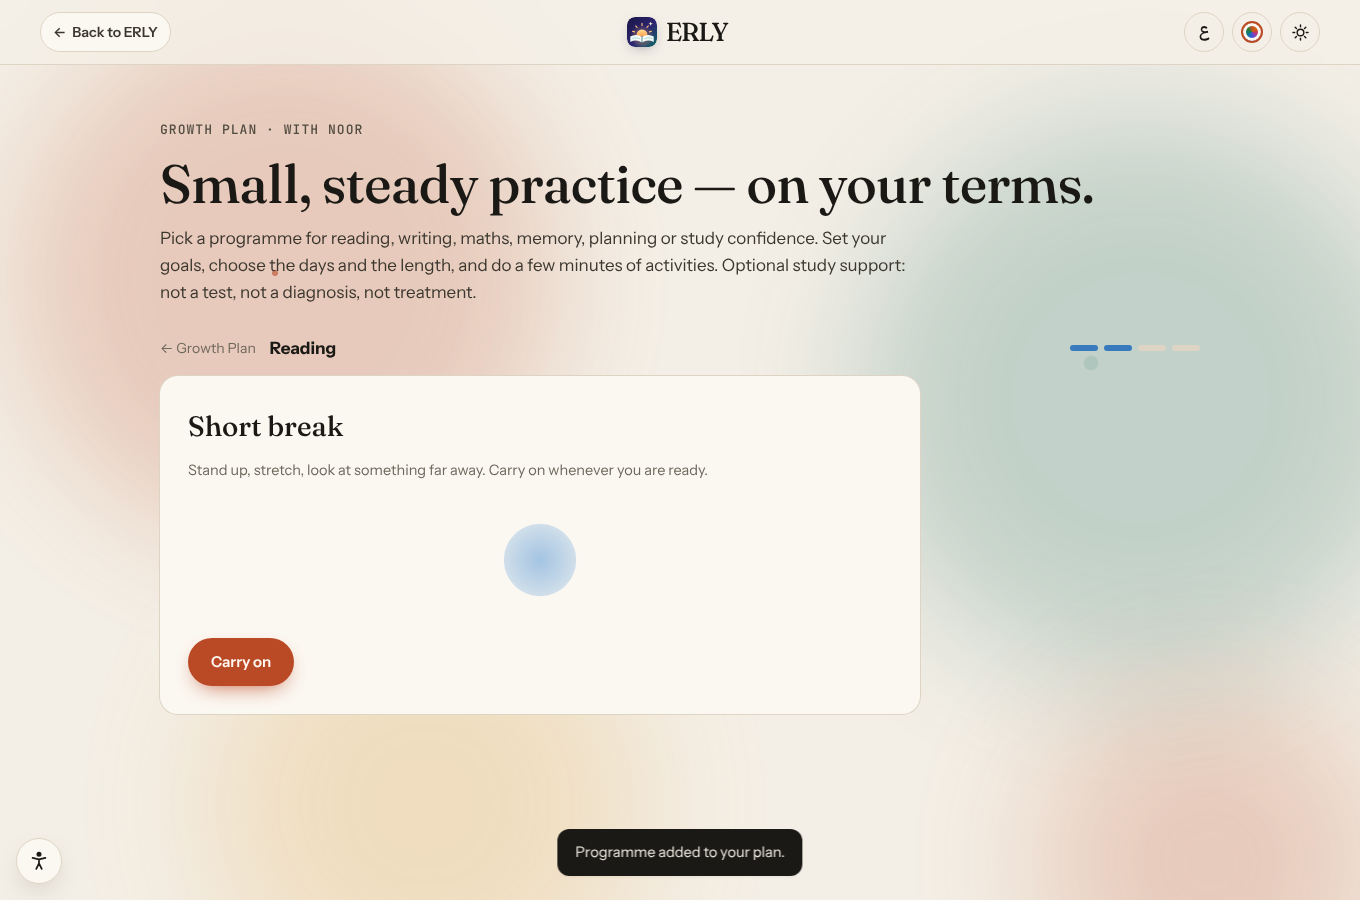 ← Back to ERLY
ERLY
ع
GROWTH PLAN · WITH NOOR
Small, steady practice — on your terms.
Pick a programme for reading, writing, maths, memory, planning or study confidence. Set your
goals, choose the days and the length, and do a few minutes of activities. Optional study support:
not a test, not a diagnosis, not treatment.
← Growth Plan Reading
Short break
Stand up, stretch, look at something far away. Carry on whenever you are ready.
Carry on
Programme added to your plan.